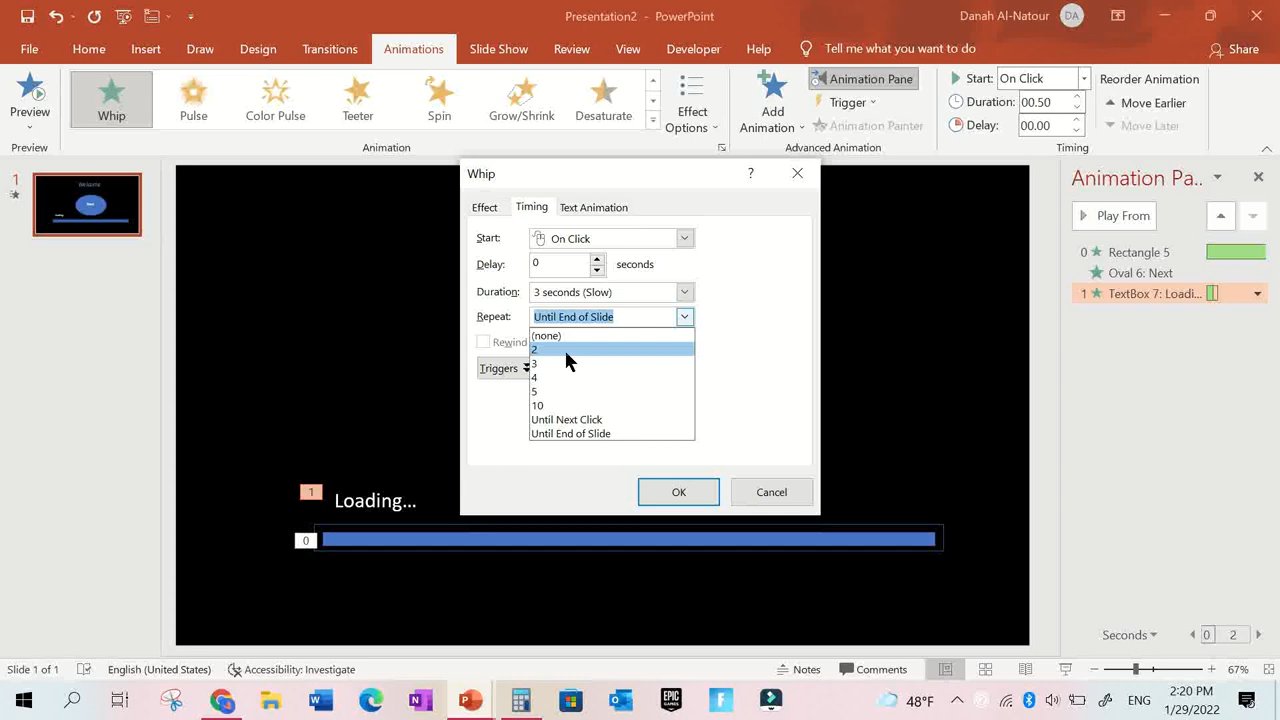 Presentation2 - PowerPoint
Danah Al-Natour DA
File Home Insert Draw Design Transitions Animations Slide Show Review View Developer Help Tell me what you want to do Share
Preview
Whip Pulse Color Pulse Teeter Spin Grow/Shrink Desaturate
Effect Options
Add Animation
Animation Pane
Trigger
Animation Painter
Start: On Click
Duration: 00.50
Delay: 00.00
Reorder Animation
Move Earlier
Move Later
Preview Animation Advanced Animation Timing
1
Whip ?
Effect Timing Text Animation
Start: On Click
Delay: 0 seconds
Duration: 3 seconds (Slow)
Repeat: Until End of Slide
Rewind
Triggers
(none)
2
3
4
5
10
Until Next Click
Until End of Slide
OK Cancel
1 Loading...
0
Animation Pa...
Play From
0 Rectangle 5
Oval 6: Next
1 TextBox 7: Loadi...
Seconds 0 2
Slide 1 of 1 English (United States) Accessibility: Investigate Notes Comments 67%
48°F ENG
2:20 PM
1/29/2022